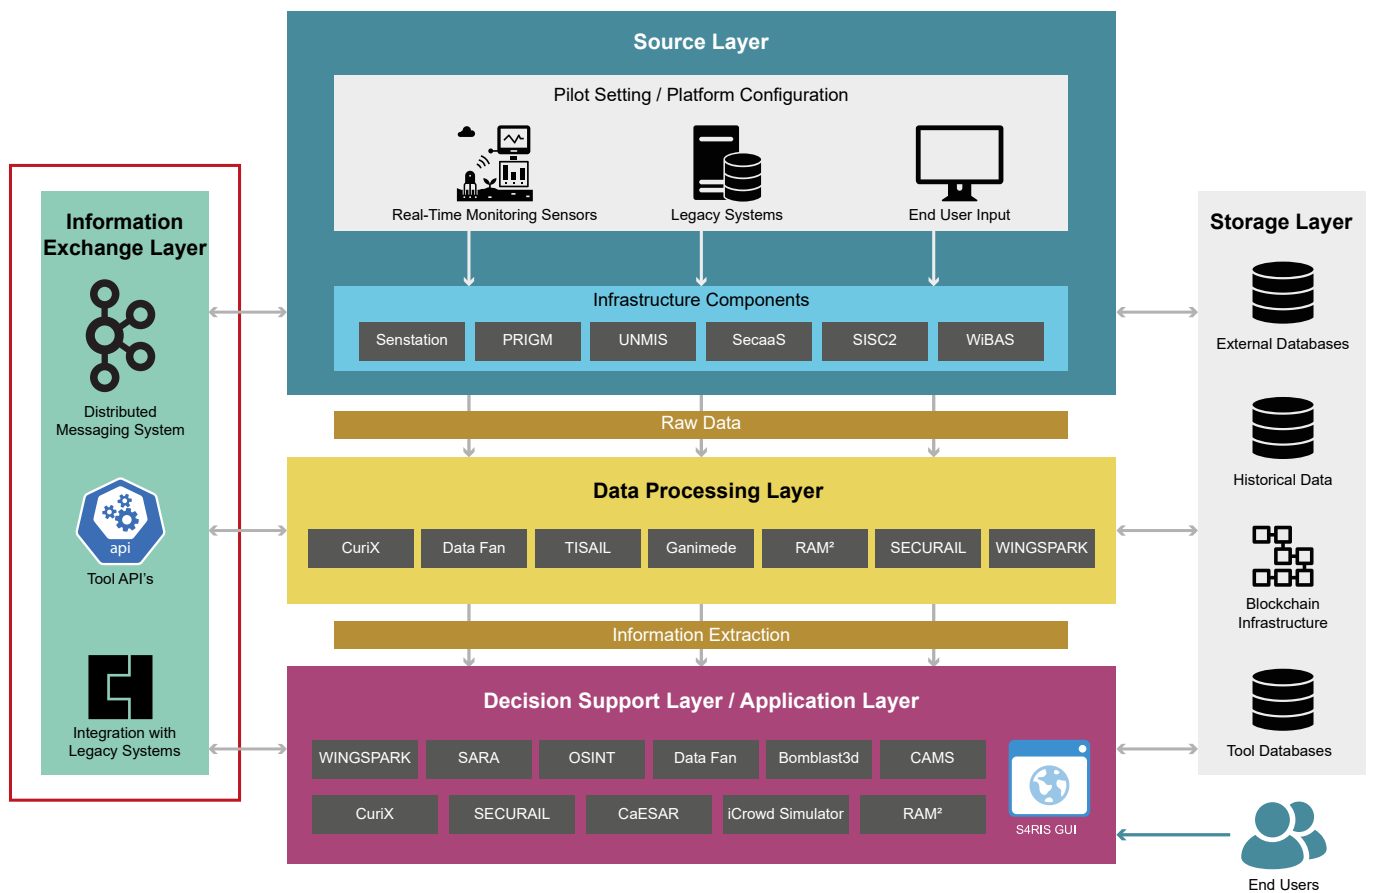 Source Layer
Pilot Setting / Platform Configuration
Real-Time Monitoring Sensors
Legacy Systems
End User Input
Infrastructure Components
Senstation
PRIGM
UNMIS
SecaaS
SISC2
WiBAS
Raw Data
Data Processing Layer
CuriX
Data Fan
TISAIL
Ganimede
RAM²
SECURAIL
WINGSPARK
Information Extraction
Decision Support Layer / Application Layer
WINGSPARK
SARA
OSINT
Data Fan
Bomblast3d
CAMS
CuriX
SECURAIL
CaESAR
iCrowd Simulator
RAM²
S4RIS GUI
Information
Exchange Layer
Distributed
Messaging System
api
Tool API's
Integration with
Legacy Systems
Storage Layer
External Databases
Historical Data
Blockchain
Infrastructure
Tool Databases
End Users